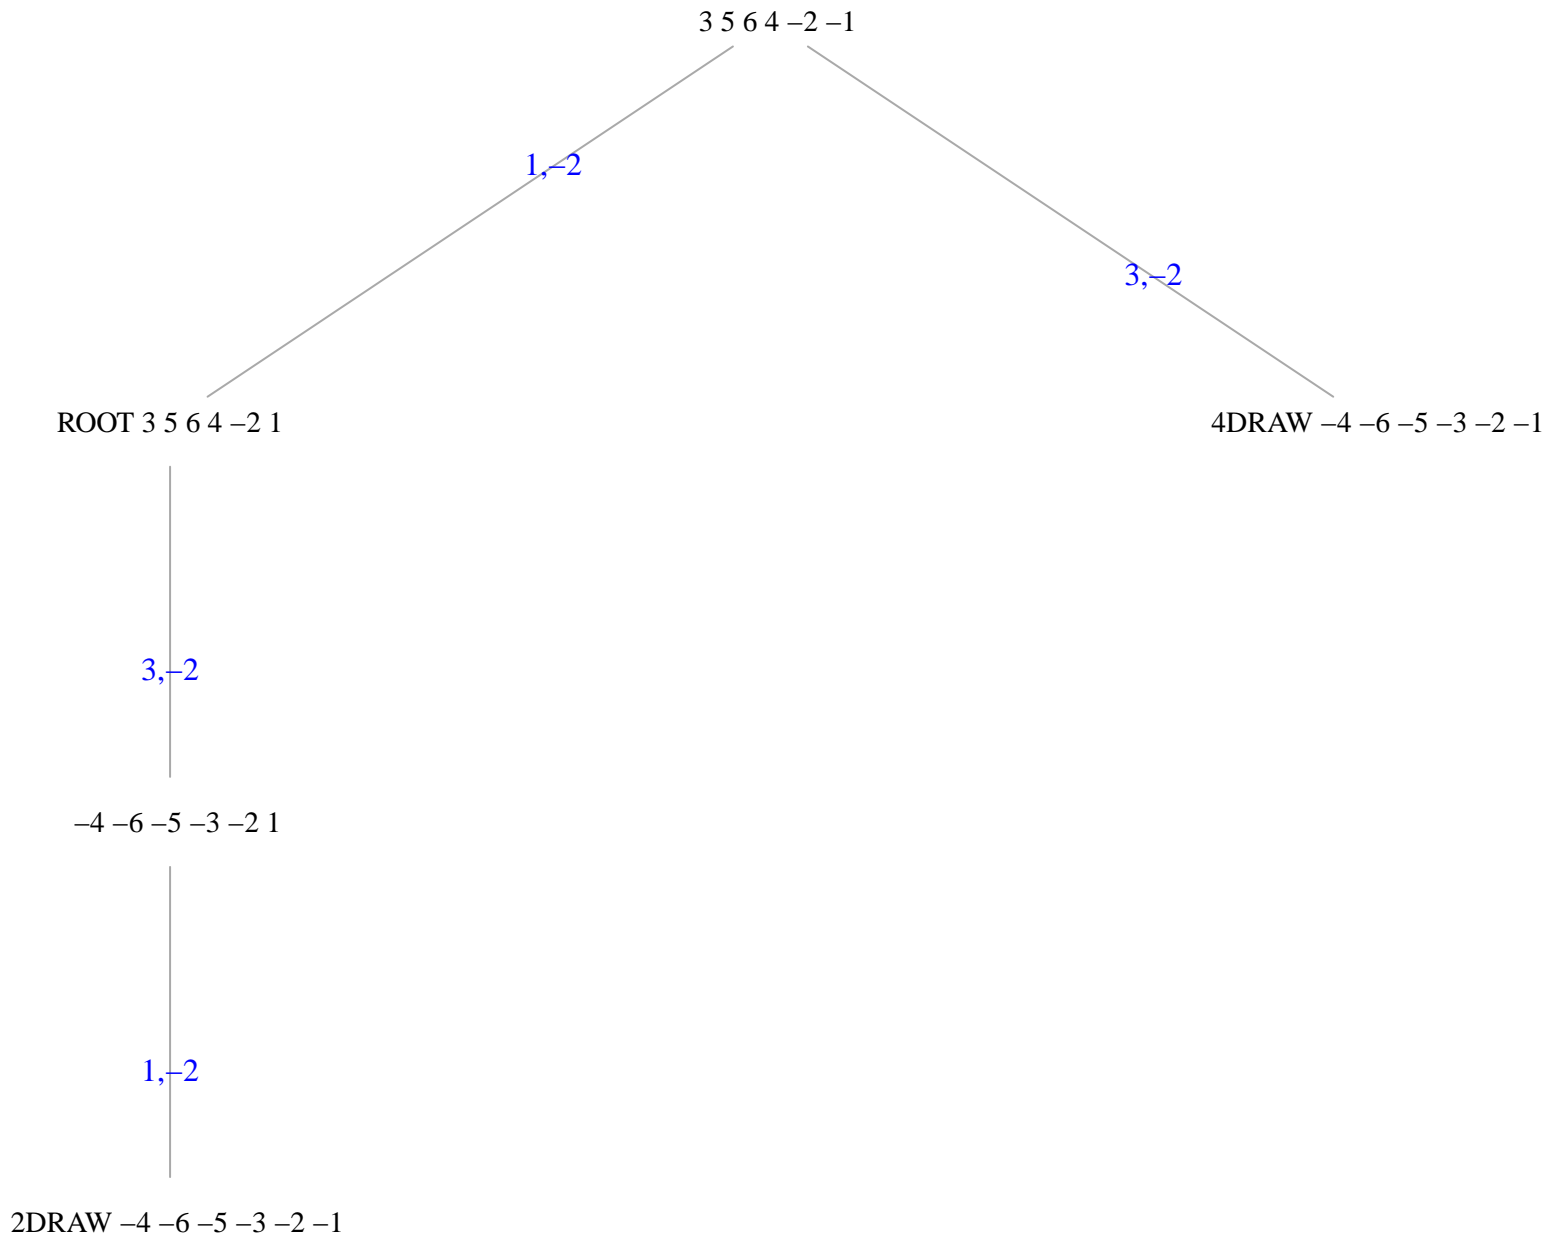 3 5 6 4 –2 –1
1,–2
3,–2
ROOT 3 5 6 4 –2 1
4DRAW –4 –6 –5 –3 –2 –1
3,–2
–4 –6 –5 –3 –2 1
1,–2
2DRAW –4 –6 –5 –3 –2 –1